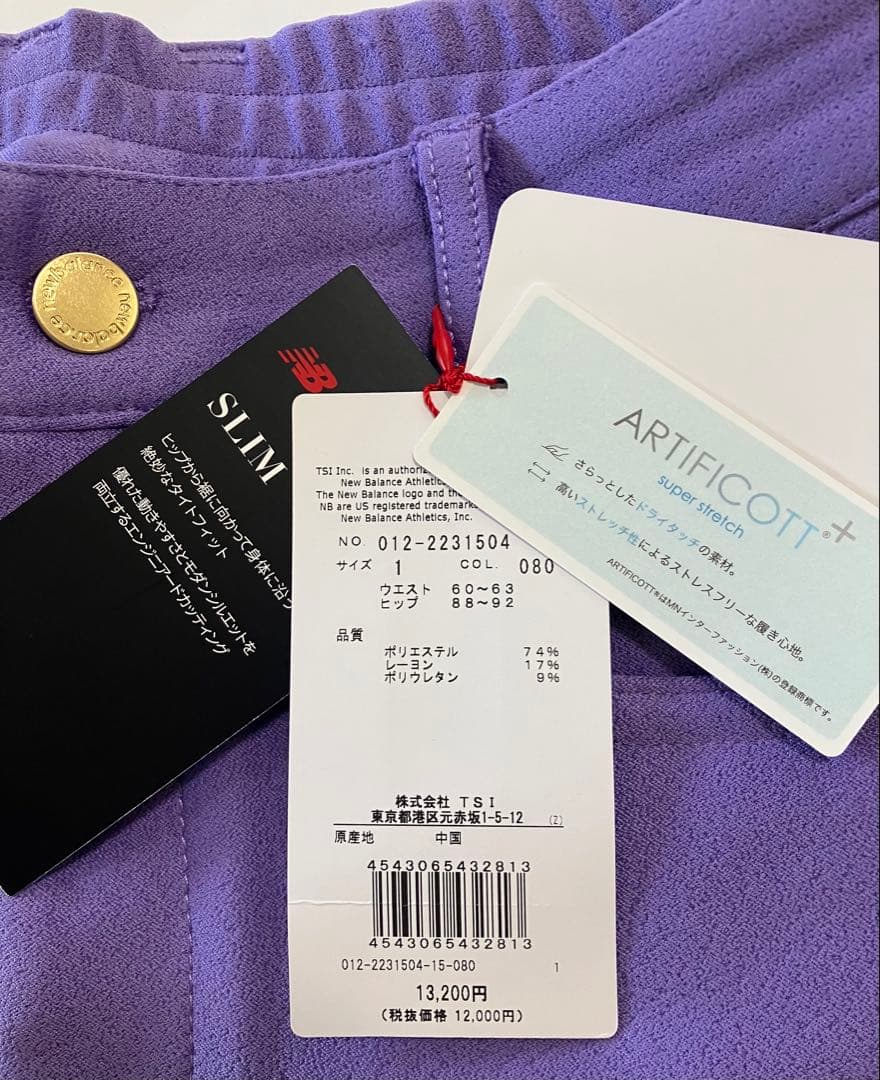 newbalance newbalance
NB
SLIM
ヒップから裾に向かって身体に沿っ
絶妙なタイトフィット
優れた動きやすさとモダンシルエットを
両立するエンジニアードカッティング
TSI Inc. is an authoriz
New Balance Athletic
The New Balance logo and the
NB are US registered trademark
New Balance Athletics, Inc.
NO. 012-2231504
サイズ 1 COL. 080
ウエスト 60～63
ヒップ 88～92
品質
ポリエステル 74%
レーヨン 17%
ポリウレタン 9%
株式会社 TSI
東京都港区元赤坂1-5-12 (Z)
原産地 中国
4543065432813
4543065432813
012-2231504-15-080 1
13,200円
(税抜価格 12,000円)
ARTIFICOTT®+
super stretch
さらっとしたドライタッチの素材。
高いストレッチ性によるストレスフリーな履き心地。
ARTIFICOTT®はMNインターファッション(株)の登録商標です。